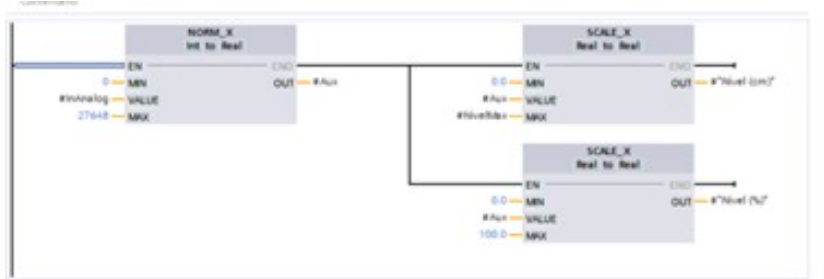 Comentario
NORM_X
Int to Real
EN ENO
0 MIN OUT #Aux
#InAnalog VALUE
27648 MAX
SCALE_X
Real to Real
EN ENO
0.0 MIN OUT #"Nivel (cm)"
#Aux VALUE
#NivelMax MAX
SCALE_X
Real to Real
EN ENO
0.0 MIN OUT #"Nivel (%)"
#Aux VALUE
100.0 MAX